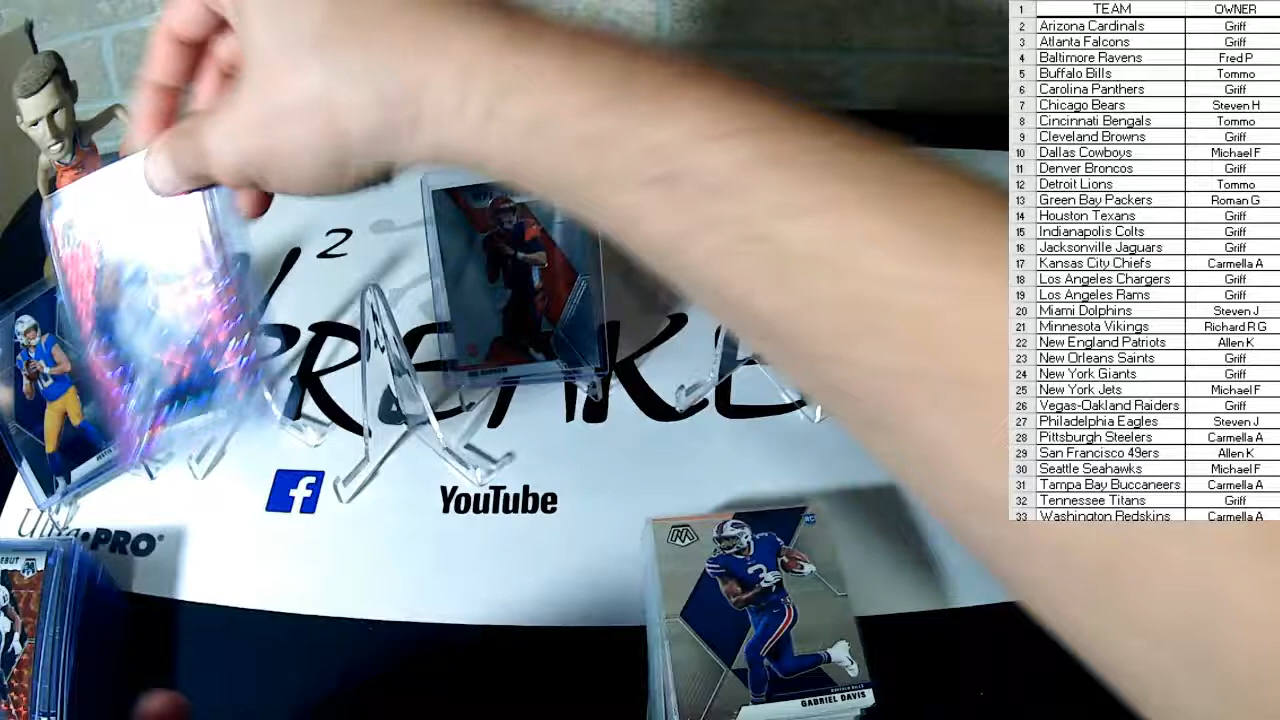 1 TEAM OWNER
2 Arizona Cardinals Griff
3 Atlanta Falcons Griff
4 Baltimore Ravens Fred P
5 Buffalo Bills Tommo
6 Carolina Panthers Griff
7 Chicago Bears Steven H
8 Cincinnati Bengals Tommo
9 Cleveland Browns Griff
10 Dallas Cowboys Michael F
11 Denver Broncos Griff
12 Detroit Lions Tommo
13 Green Bay Packers Roman G
14 Houston Texans Griff
15 Indianapolis Colts Griff
16 Jacksonville Jaguars Griff
17 Kansas City Chiefs Carmella A
18 Los Angeles Chargers Griff
19 Los Angeles Rams Griff
20 Miami Dolphins Steven J
21 Minnesota Vikings Richard R G
22 New England Patriots Allen K
23 New Orleans Saints Griff
24 New York Giants Griff
25 New York Jets Michael F
26 Vegas-Oakland Raiders Griff
27 Philadelphia Eagles Steven J
28 Pittsburgh Steelers Carmella A
29 San Francisco 49ers Allen K
30 Seattle Seahawks Michael F
31 Tampa Bay Buccaneers Carmella A
32 Tennessee Titans Griff
33 Washington Redskins Carmella A
2
BREAKE
f
YouTube
Ultra•PRO®
M
RC
BUFFALO BILLS
GABRIEL DAVIS